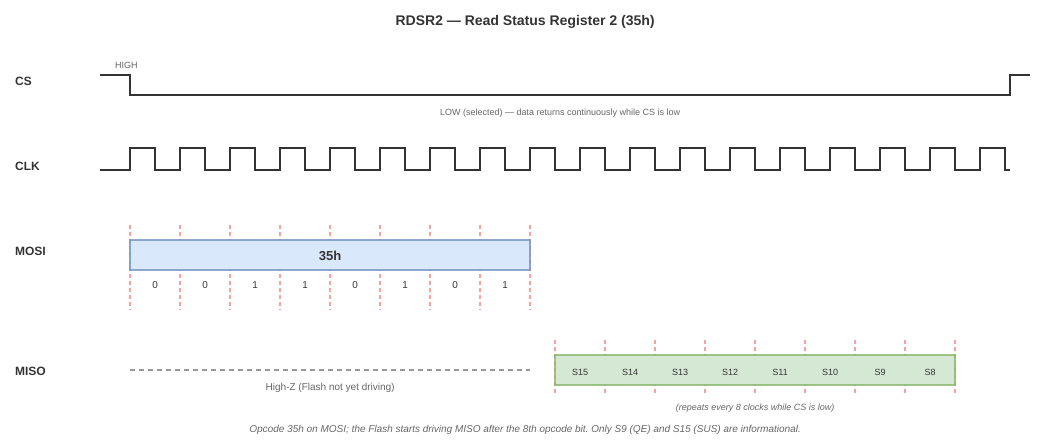 RDSR2 — Read Status Register 2 (35h)
HIGH
CS
LOW (selected) — data returns continuously while CS is low
CLK
MOSI
35h
0 0 1 1 0 1 0 1
MISO
S15 S14 S13 S12 S11 S10 S9 S8
High-Z (Flash not yet driving)
(repeats every 8 clocks while CS is low)
Opcode 35h on MOSI; the Flash starts driving MISO after the 8th opcode bit. Only S9 (QE) and S15 (SUS) are informational.